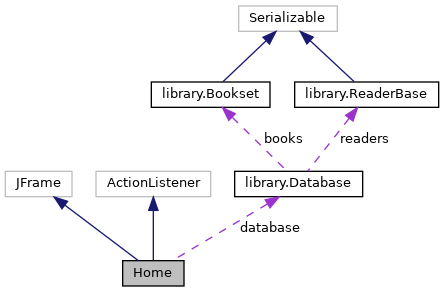 Serializable
library.Bookset
library.ReaderBase
books
readers
JFrame
ActionListener
library.Database
database
Home